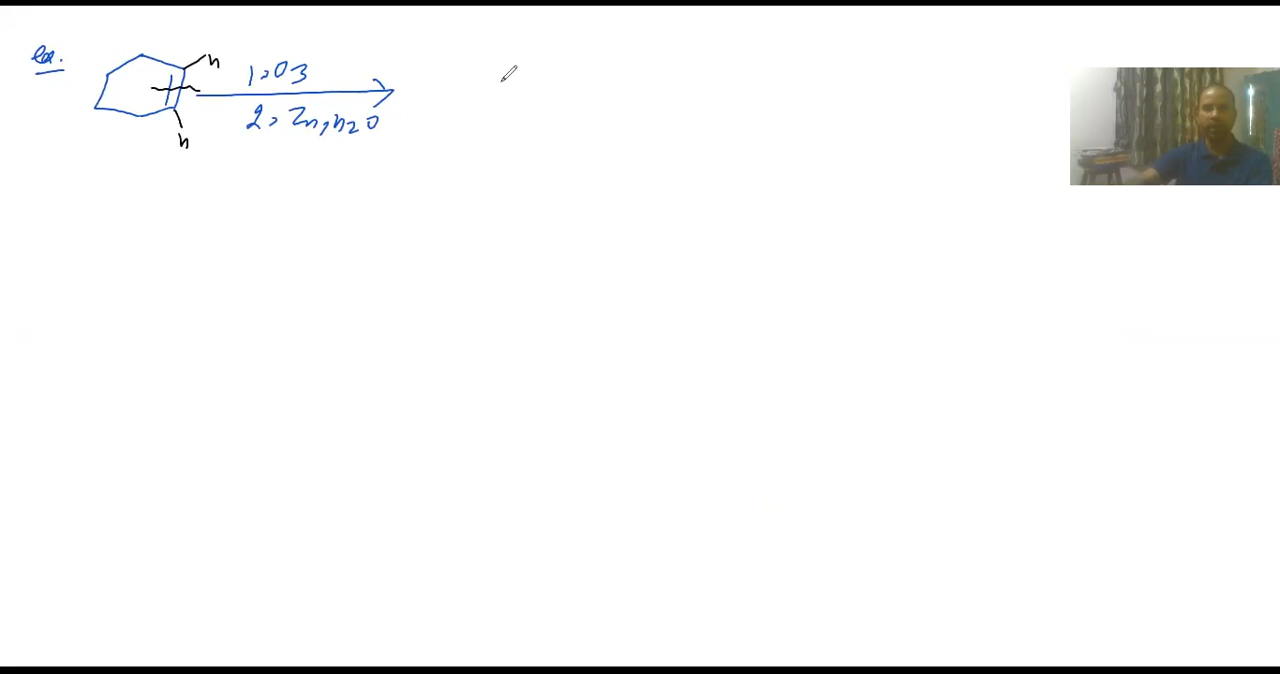 ex.
H
1. O3
2. Zn, H2O
H